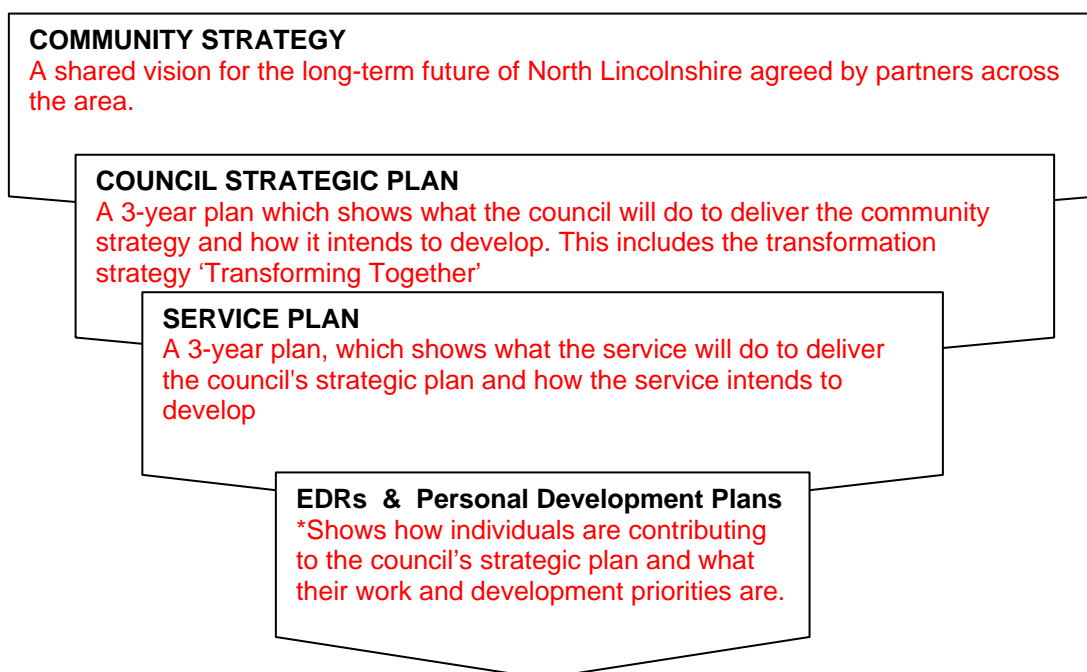 COMMUNITY STRATEGY
A shared vision for the long-term future of North Lincolnshire agreed by partners across
the area.
COUNCIL STRATEGIC PLAN
A 3-year plan which shows what the council will do to deliver the community
strategy and how it intends to develop. This includes the transformation
strategy ‘Transforming Together’
SERVICE PLAN
A 3-year plan, which shows what the service will do to deliver
the council's strategic plan and how the service intends to
develop
EDRs & Personal Development Plans
*Shows how individuals are contributing
to the council’s strategic plan and what
their work and development priorities are.